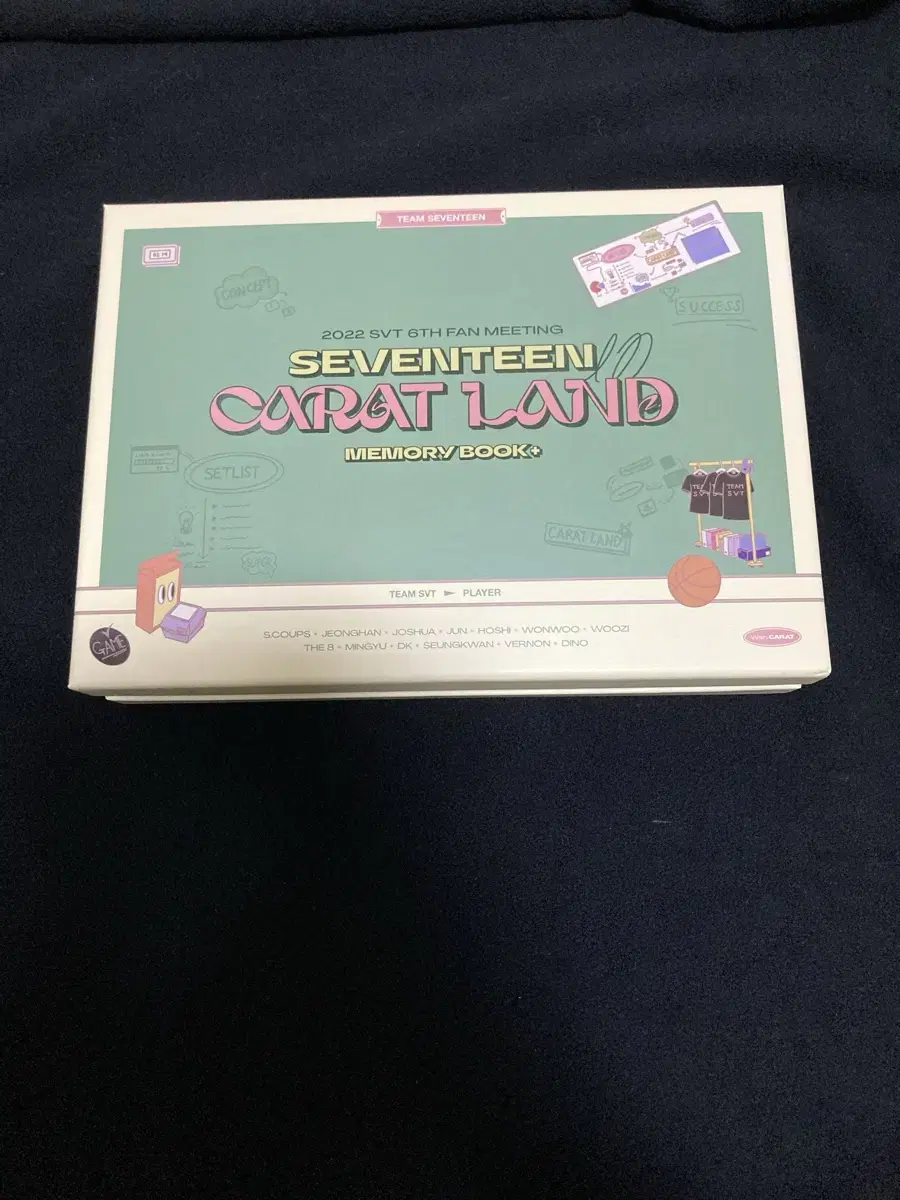 TEAM SEVENTEEN
CONCEPT
SUCCESS
2022 SVT 6TH FAN MEETING
SEVENTEEN
CARAT LAND
MEMORY BOOK+
SETLIST
TEAM
SVT
CARAT LAND
TEAM SVT ► PLAYER
S.COUPS • JEONGHAN • JOSHUA • JUN • HOSHI • WONWOO • WOOZI
THE 8 • MINGYU • DK • SEUNGKWAN • VERNON • DINO
GAME
With CARAT